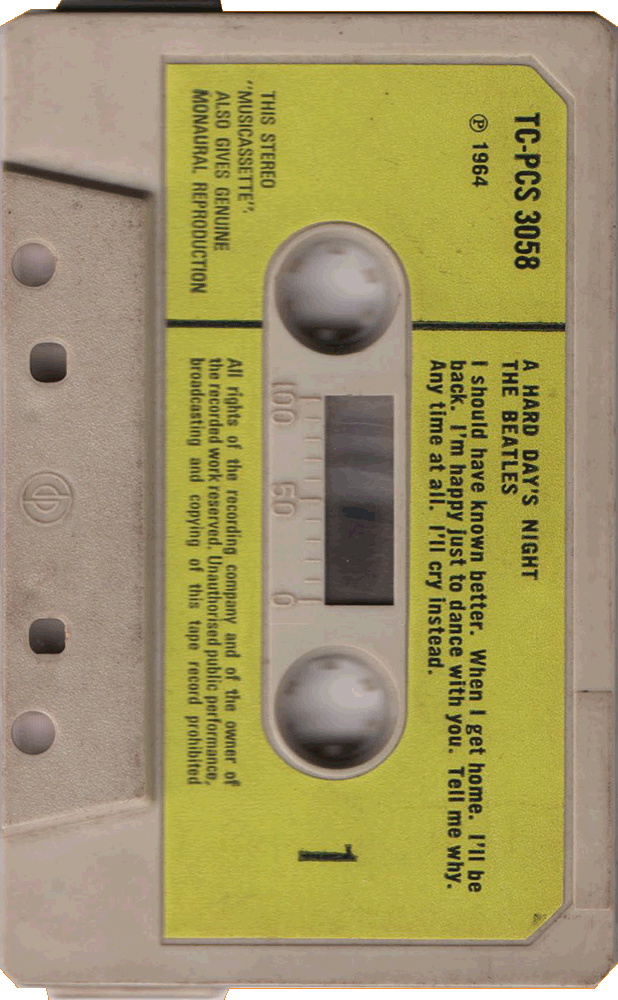 TC-PCS 3058
Ⓟ 1964
A HARD DAY'S NIGHT
THE BEATLES
I should have known better. When I get home. I'll be
back. I'm happy just to dance with you. Tell me why.
Any time at all. I'll cry instead.
100 50 0
1
THIS STEREO
"MUSICASSETTE".
ALSO GIVES GENUINE
MONAURAL REPRODUCTION
All rights of the recording company and of the owner of
the recorded work reserved. Unauthorised public performance,
broadcasting and copying of this tape record prohibited